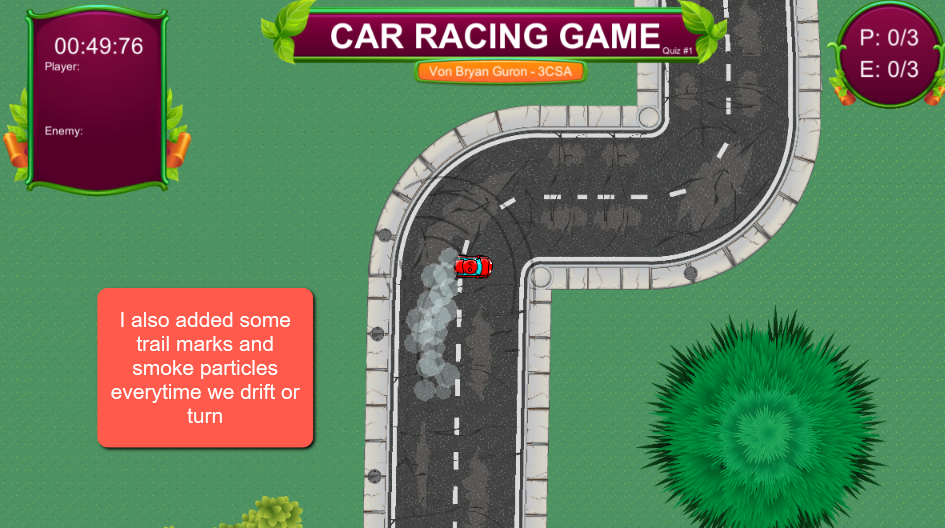 00:49:76
Player:
Enemy:
CAR RACING GAME
Quiz #1
Von Bryan Guron - 3CSA
P: 0/3
E: 0/3
I also added some
trail marks and
smoke particles
everytime we drift or
turn